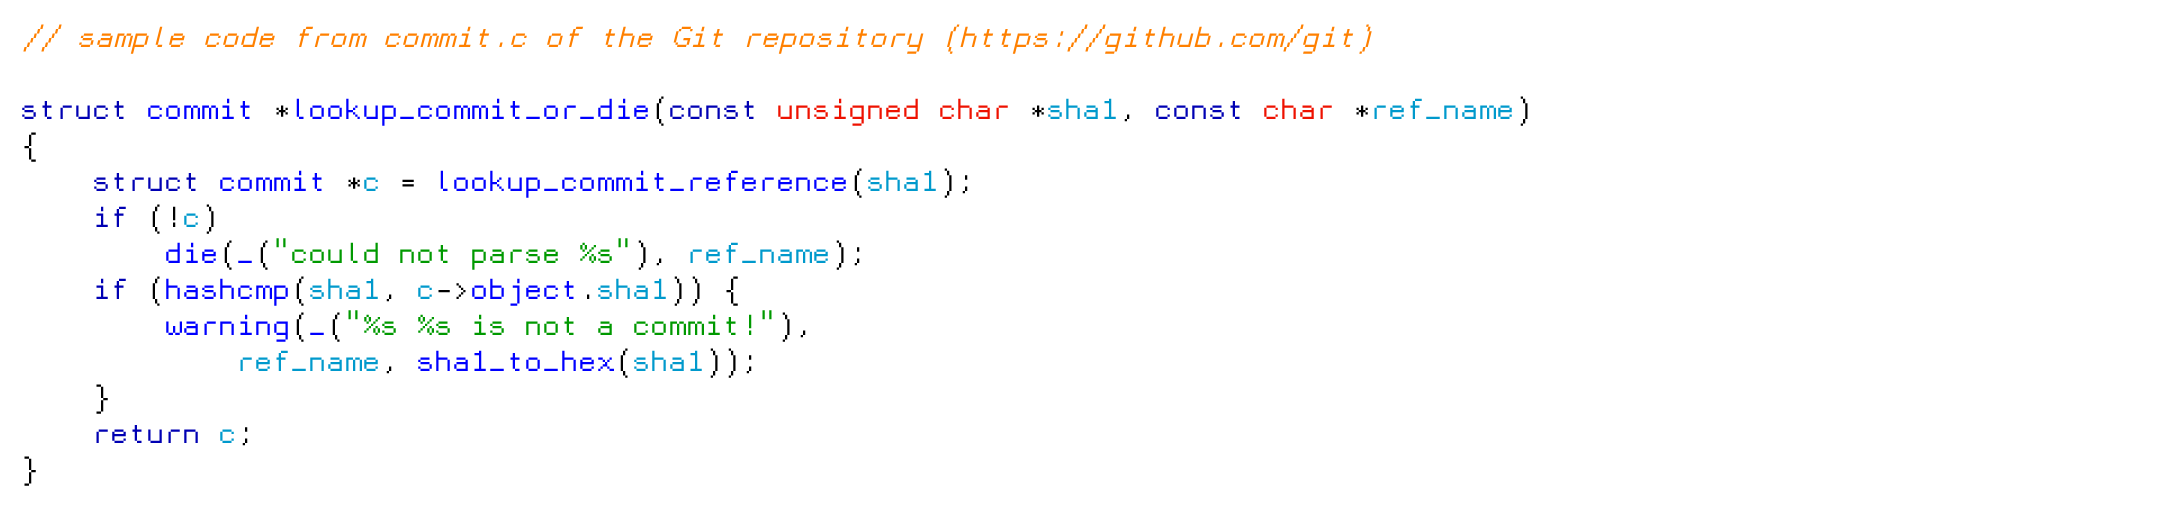 // sample code from commit.c of the Git repository (https://github.com/git)

struct commit *lookup_commit_or_die(const unsigned char *sha1, const char *ref_name)
{
    struct commit *c = lookup_commit_reference(sha1);
    if (!c)
        die(_("could not parse %s"), ref_name);
    if (hashcmp(sha1, c->object.sha1)) {
        warning(_("%s %s is not a commit!"),
            ref_name, sha1_to_hex(sha1));
    }
    return c;
}